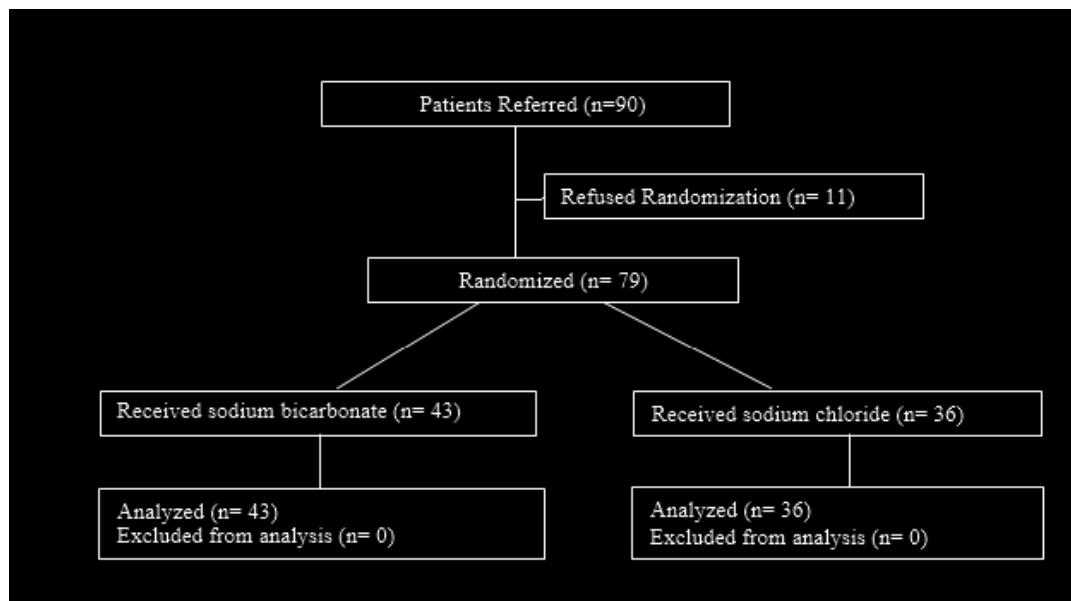 Patients Referred (n=90)
Refused Randomization (n= 11)
Randomized (n= 79)
Received sodium bicarbonate (n= 43)
Received sodium chloride (n= 36)
Analyzed (n= 43)
Excluded from analysis (n= 0)
Analyzed (n= 36)
Excluded from analysis (n= 0)